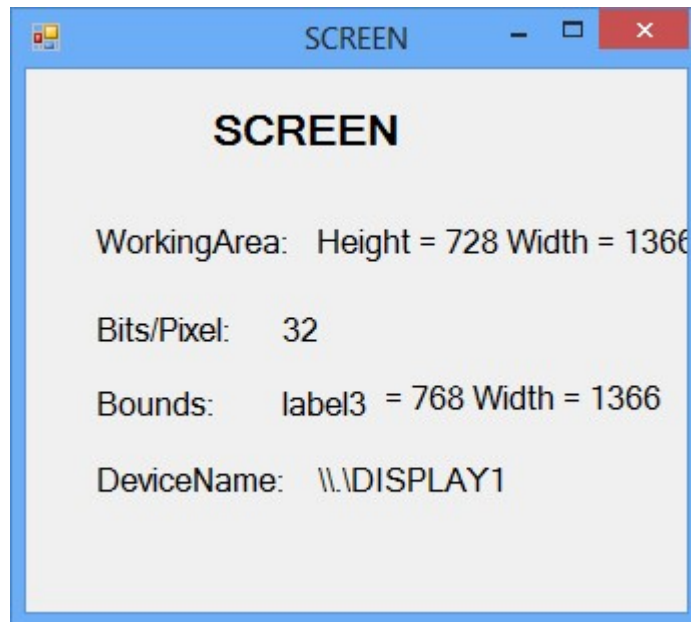 SCREEN
SCREEN
WorkingArea: Height = 728 Width = 1366
Bits/Pixel: 32
Bounds: label3 = 768 Width = 1366
DeviceName: \\.\DISPLAY1